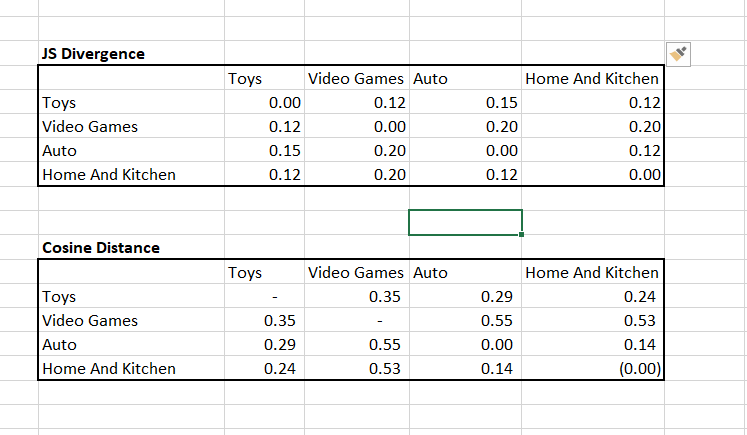 JS Divergence
Toys Video Games Auto Home And Kitchen
Toys 0.00 0.12 0.15 0.12
Video Games 0.12 0.00 0.20 0.20
Auto 0.15 0.20 0.00 0.12
Home And Kitchen 0.12 0.20 0.12 0.00
Cosine Distance
Toys Video Games Auto Home And Kitchen
Toys - 0.35 0.29 0.24
Video Games 0.35 - 0.55 0.53
Auto 0.29 0.55 0.00 0.14
Home And Kitchen 0.24 0.53 0.14 (0.00)